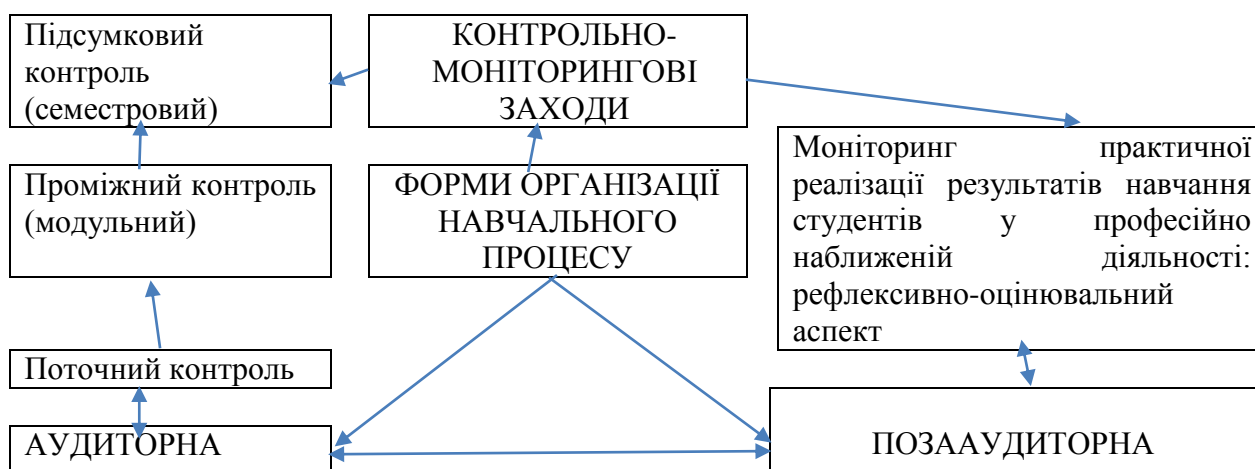 Підсумковий
контроль
(семестровий)
КОНТРОЛЬНО-
МОНІТОРИНГОВІ
ЗАХОДИ
Проміжний контроль
(модульний)
ФОРМИ ОРГАНІЗАЦІЇ
НАВЧАЛЬНОГО
ПРОЦЕСУ
Моніторинг практичної
реалізації результатів навчання
студентів у професійно
наближеній діяльності:
рефлексивно-оцінювальний
аспект
Поточний контроль
АУДИТОРНА
ПОЗААУДИТОРНА